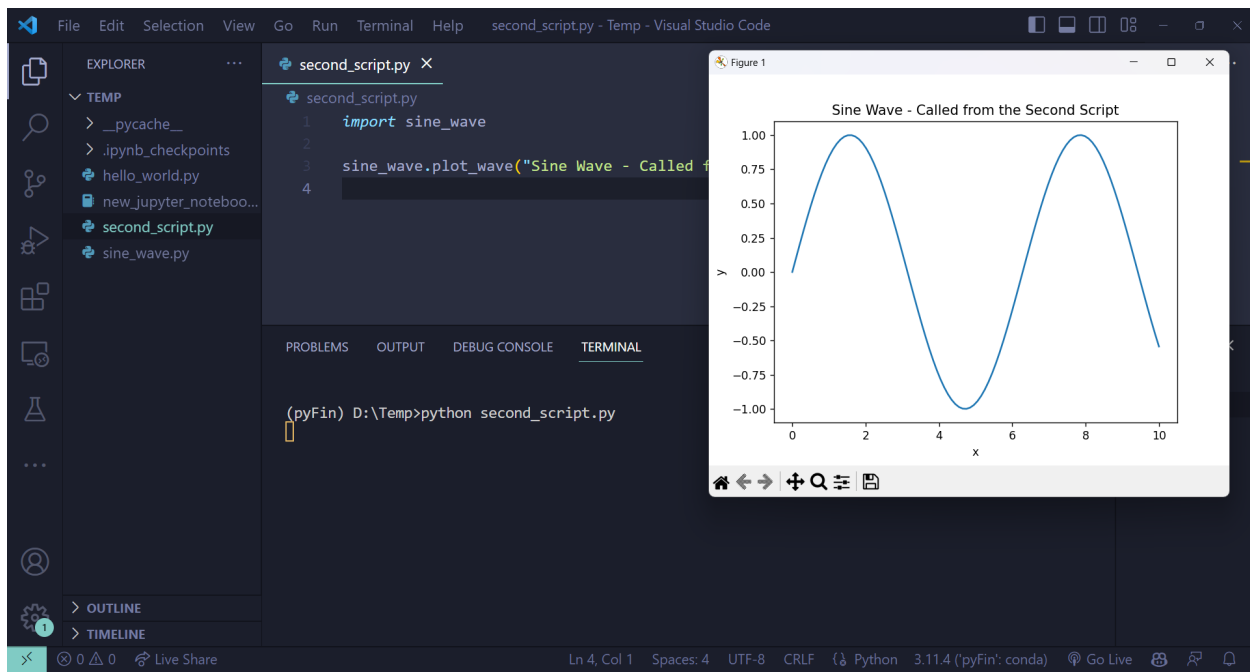 File Edit Selection View Go Run Terminal Help second_script.py - Temp - Visual Studio Code
EXPLORER
TEMP
__pycache__
.ipynb_checkpoints
hello_world.py
new_jupyter_noteboo...
second_script.py
sine_wave.py
OUTLINE
TIMELINE
second_script.py
second_script.py
1 import sine_wave
2
3 sine_wave.plot_wave("Sine Wave - Called f
4
PROBLEMS OUTPUT DEBUG CONSOLE TERMINAL
(pyFin) D:\Temp>python second_script.py
Figure 1
Sine Wave - Called from the Second Script
1.00
0.75
0.50
0.25
0.00
−0.25
−0.50
−0.75
−1.00
y
0 2 4 6 8 10
x
1
0 0 Live Share Ln 4, Col 1 Spaces: 4 UTF-8 CRLF Python 3.11.4 ('pyFin': conda) Go Live